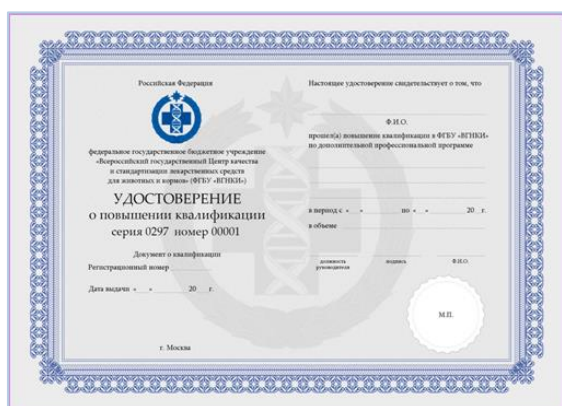 Российская Федерация
федеральное государственное бюджетное учреждение
«Всероссийский государственный Центр качества
и стандартизации лекарственных средств
для животных и кормов» (ФГБУ «ВГНКИ»)
УДОСТОВЕРЕНИЕ
о повышении квалификации
серия 0297 номер 00001
Документ о квалификации
Регистрационный номер
Дата выдачи « » 20 г.
г. Москва
Настоящее удостоверение свидетельствует о том, что
Ф.И.О.
прошел(а) повышение квалификации в ФГБУ «ВГНКИ»
по дополнительной профессиональной программе
в период с « » по « » 20 г.
в объеме
должность подпись Ф.И.О.
руководителя
М.П.